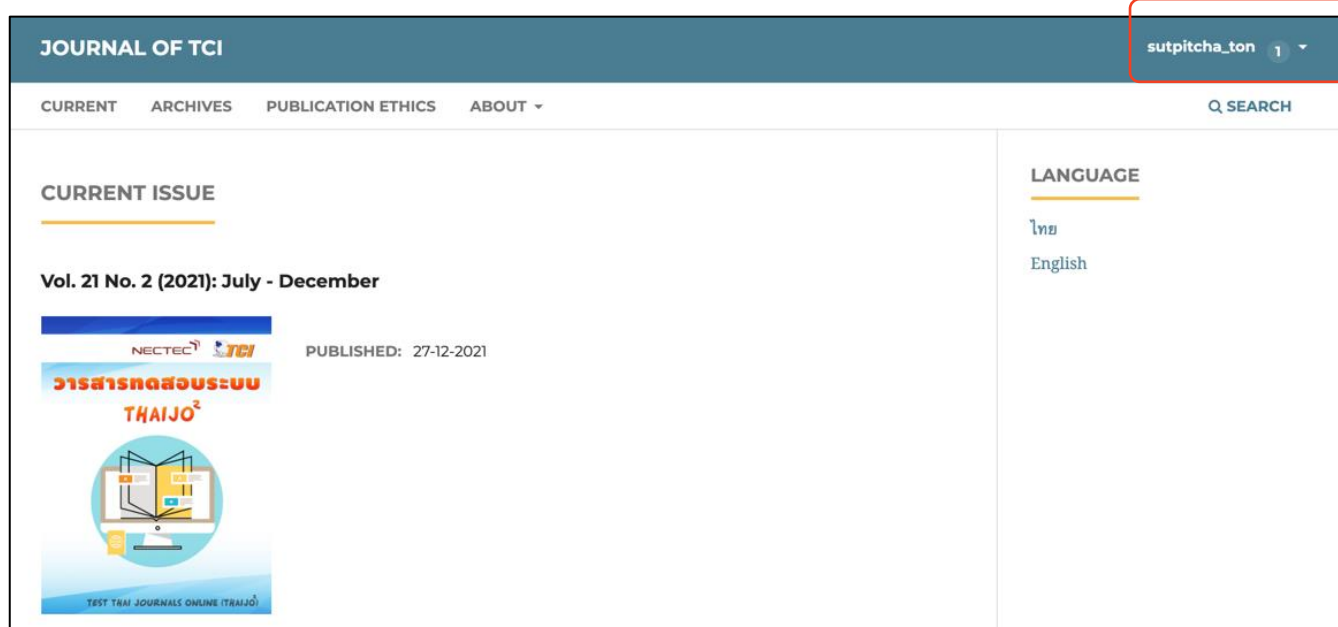 JOURNAL OF TCI
sutpitcha_ton 1
CURRENT ARCHIVES PUBLICATION ETHICS ABOUT
SEARCH
CURRENT ISSUE
LANGUAGE
ไทย
English
Vol. 21 No. 2 (2021): July - December
NECTEC TCI
PUBLISHED: 27-12-2021
วารสารทดสอบระบบ
THAIJO2
TEST THAI JOURNALS ONLINE (THAIJO2)